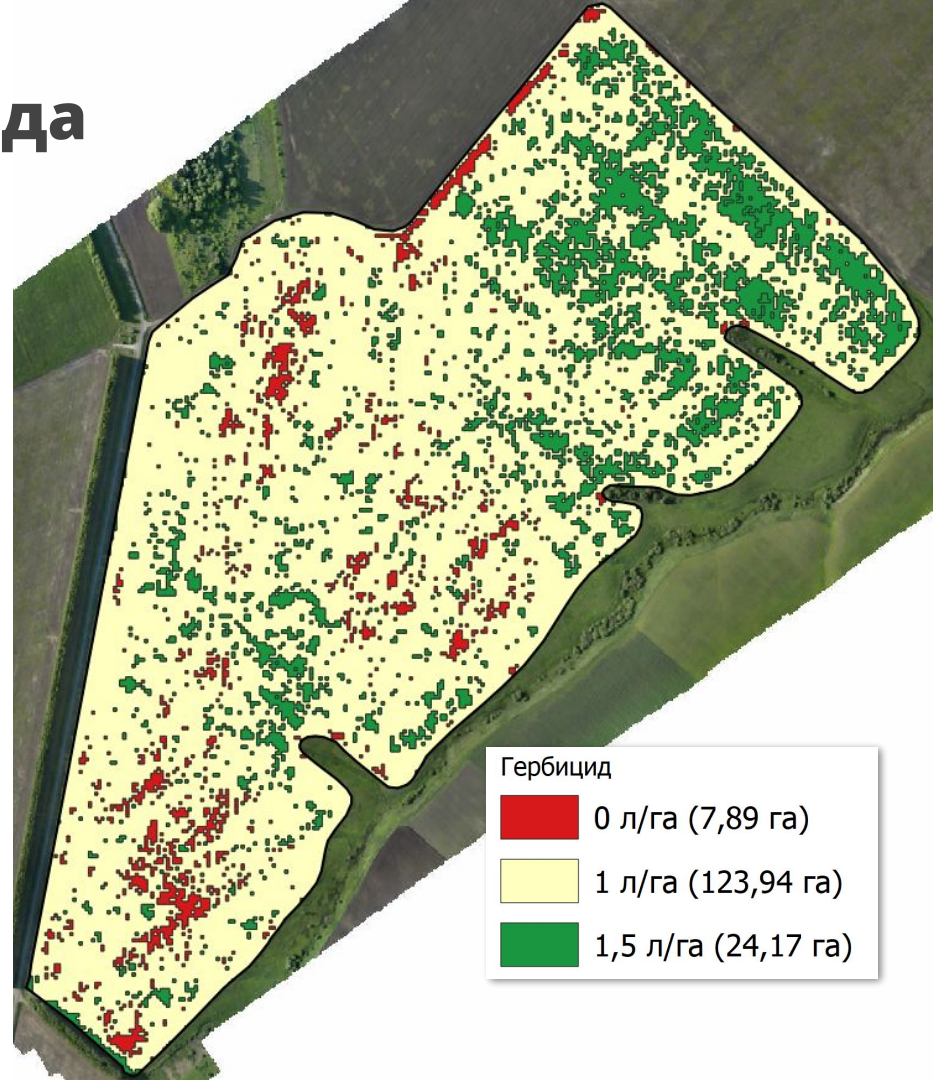 да
Гербицид
0 л/га (7,89 га)
1 л/га (123,94 га)
1,5 л/га (24,17 га)